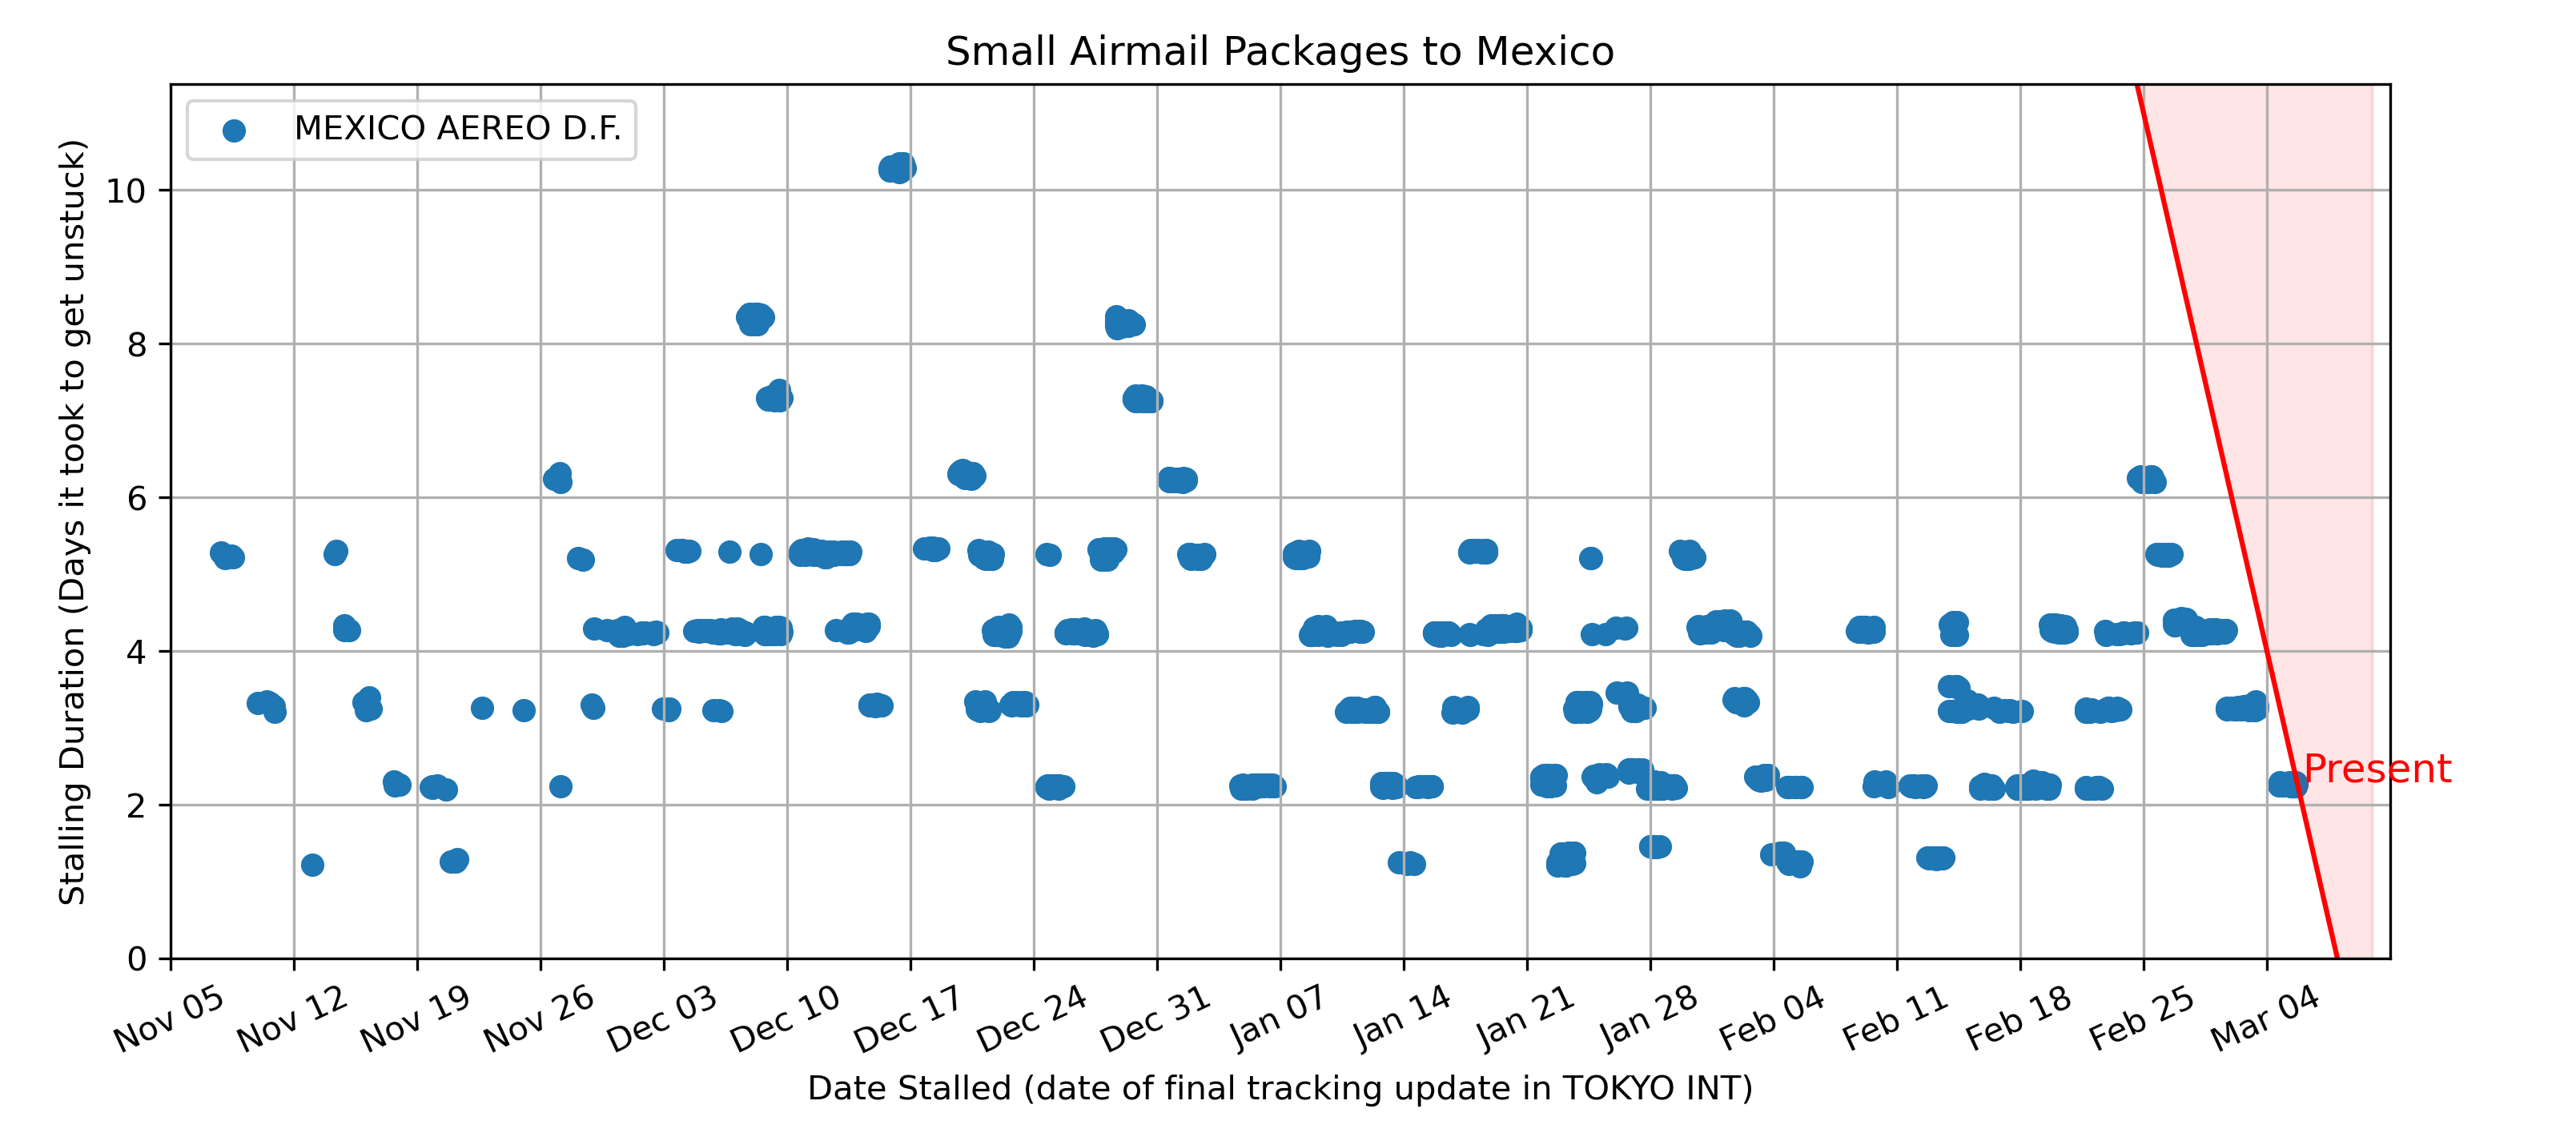 Small Airmail Packages to Mexico
MEXICO AEREO D.F.
Stalling Duration (Days it took to get unstuck)
10
8
6
4
2
0
Present
Nov 05
Nov 12
Nov 19
Nov 26
Dec 03
Dec 10
Dec 17
Dec 24
Dec 31
Jan 07
Jan 14
Jan 21
Jan 28
Feb 04
Feb 11
Feb 18
Feb 25
Mar 04
Date Stalled (date of final tracking update in TOKYO INT)